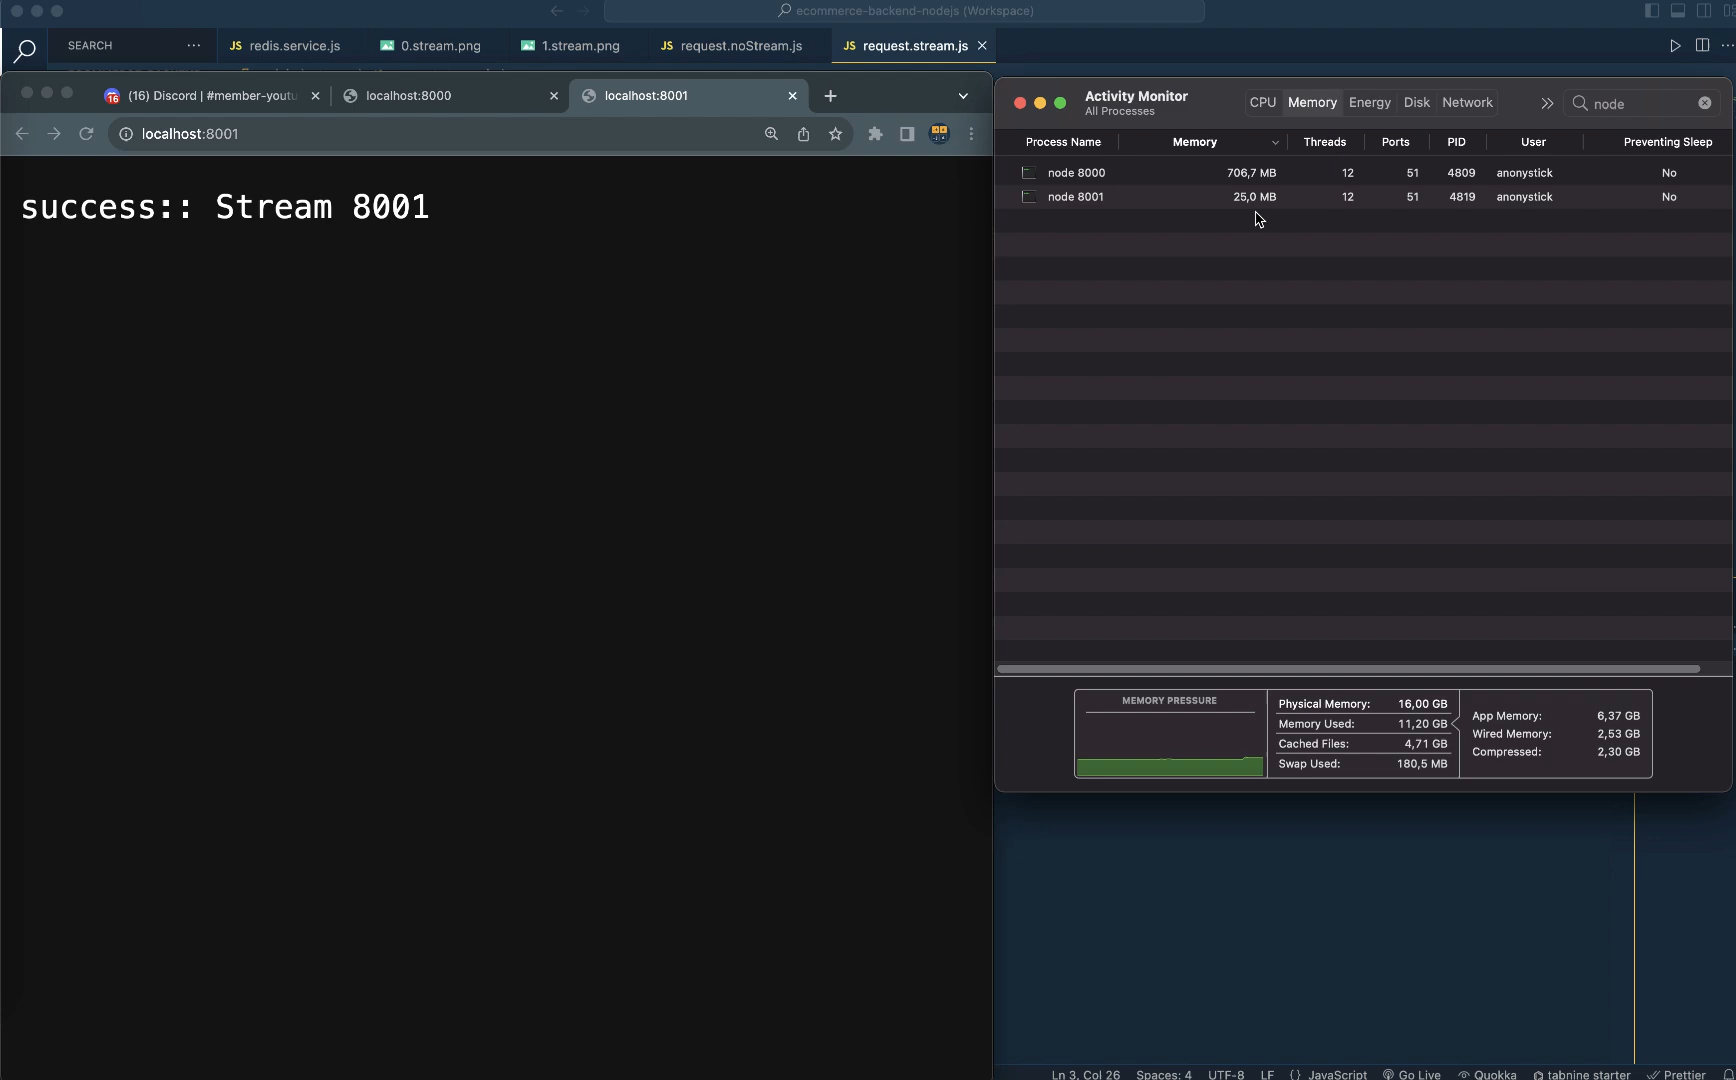 ecommerce-backend-nodejs (Workspace)
SEARCH
redis.service.js
0.stream.png
1.stream.png
JS request.noStream.js
JS request.stream.js
16 (16) Discord | #member-youtu
localhost:8000
localhost:8001
localhost:8001
success:: Stream 8001
Activity Monitor
All Processes
CPU Memory Energy Disk Network
node
Process Name Memory Threads Ports PID User Preventing Sleep
node 8000 706,7 MB 12 51 4809 anonystick No
node 8001 25,0 MB 12 51 4819 anonystick No
MEMORY PRESSURE
Physical Memory: 16,00 GB
Memory Used: 11,20 GB
Cached Files: 4,71 GB
Swap Used: 180,5 MB
App Memory: 6,37 GB
Wired Memory: 2,53 GB
Compressed: 2,30 GB
Ln 3, Col 26 Spaces: 4 UTF-8 LF {} JavaScript Go Live Quokka tabnine starter Prettier